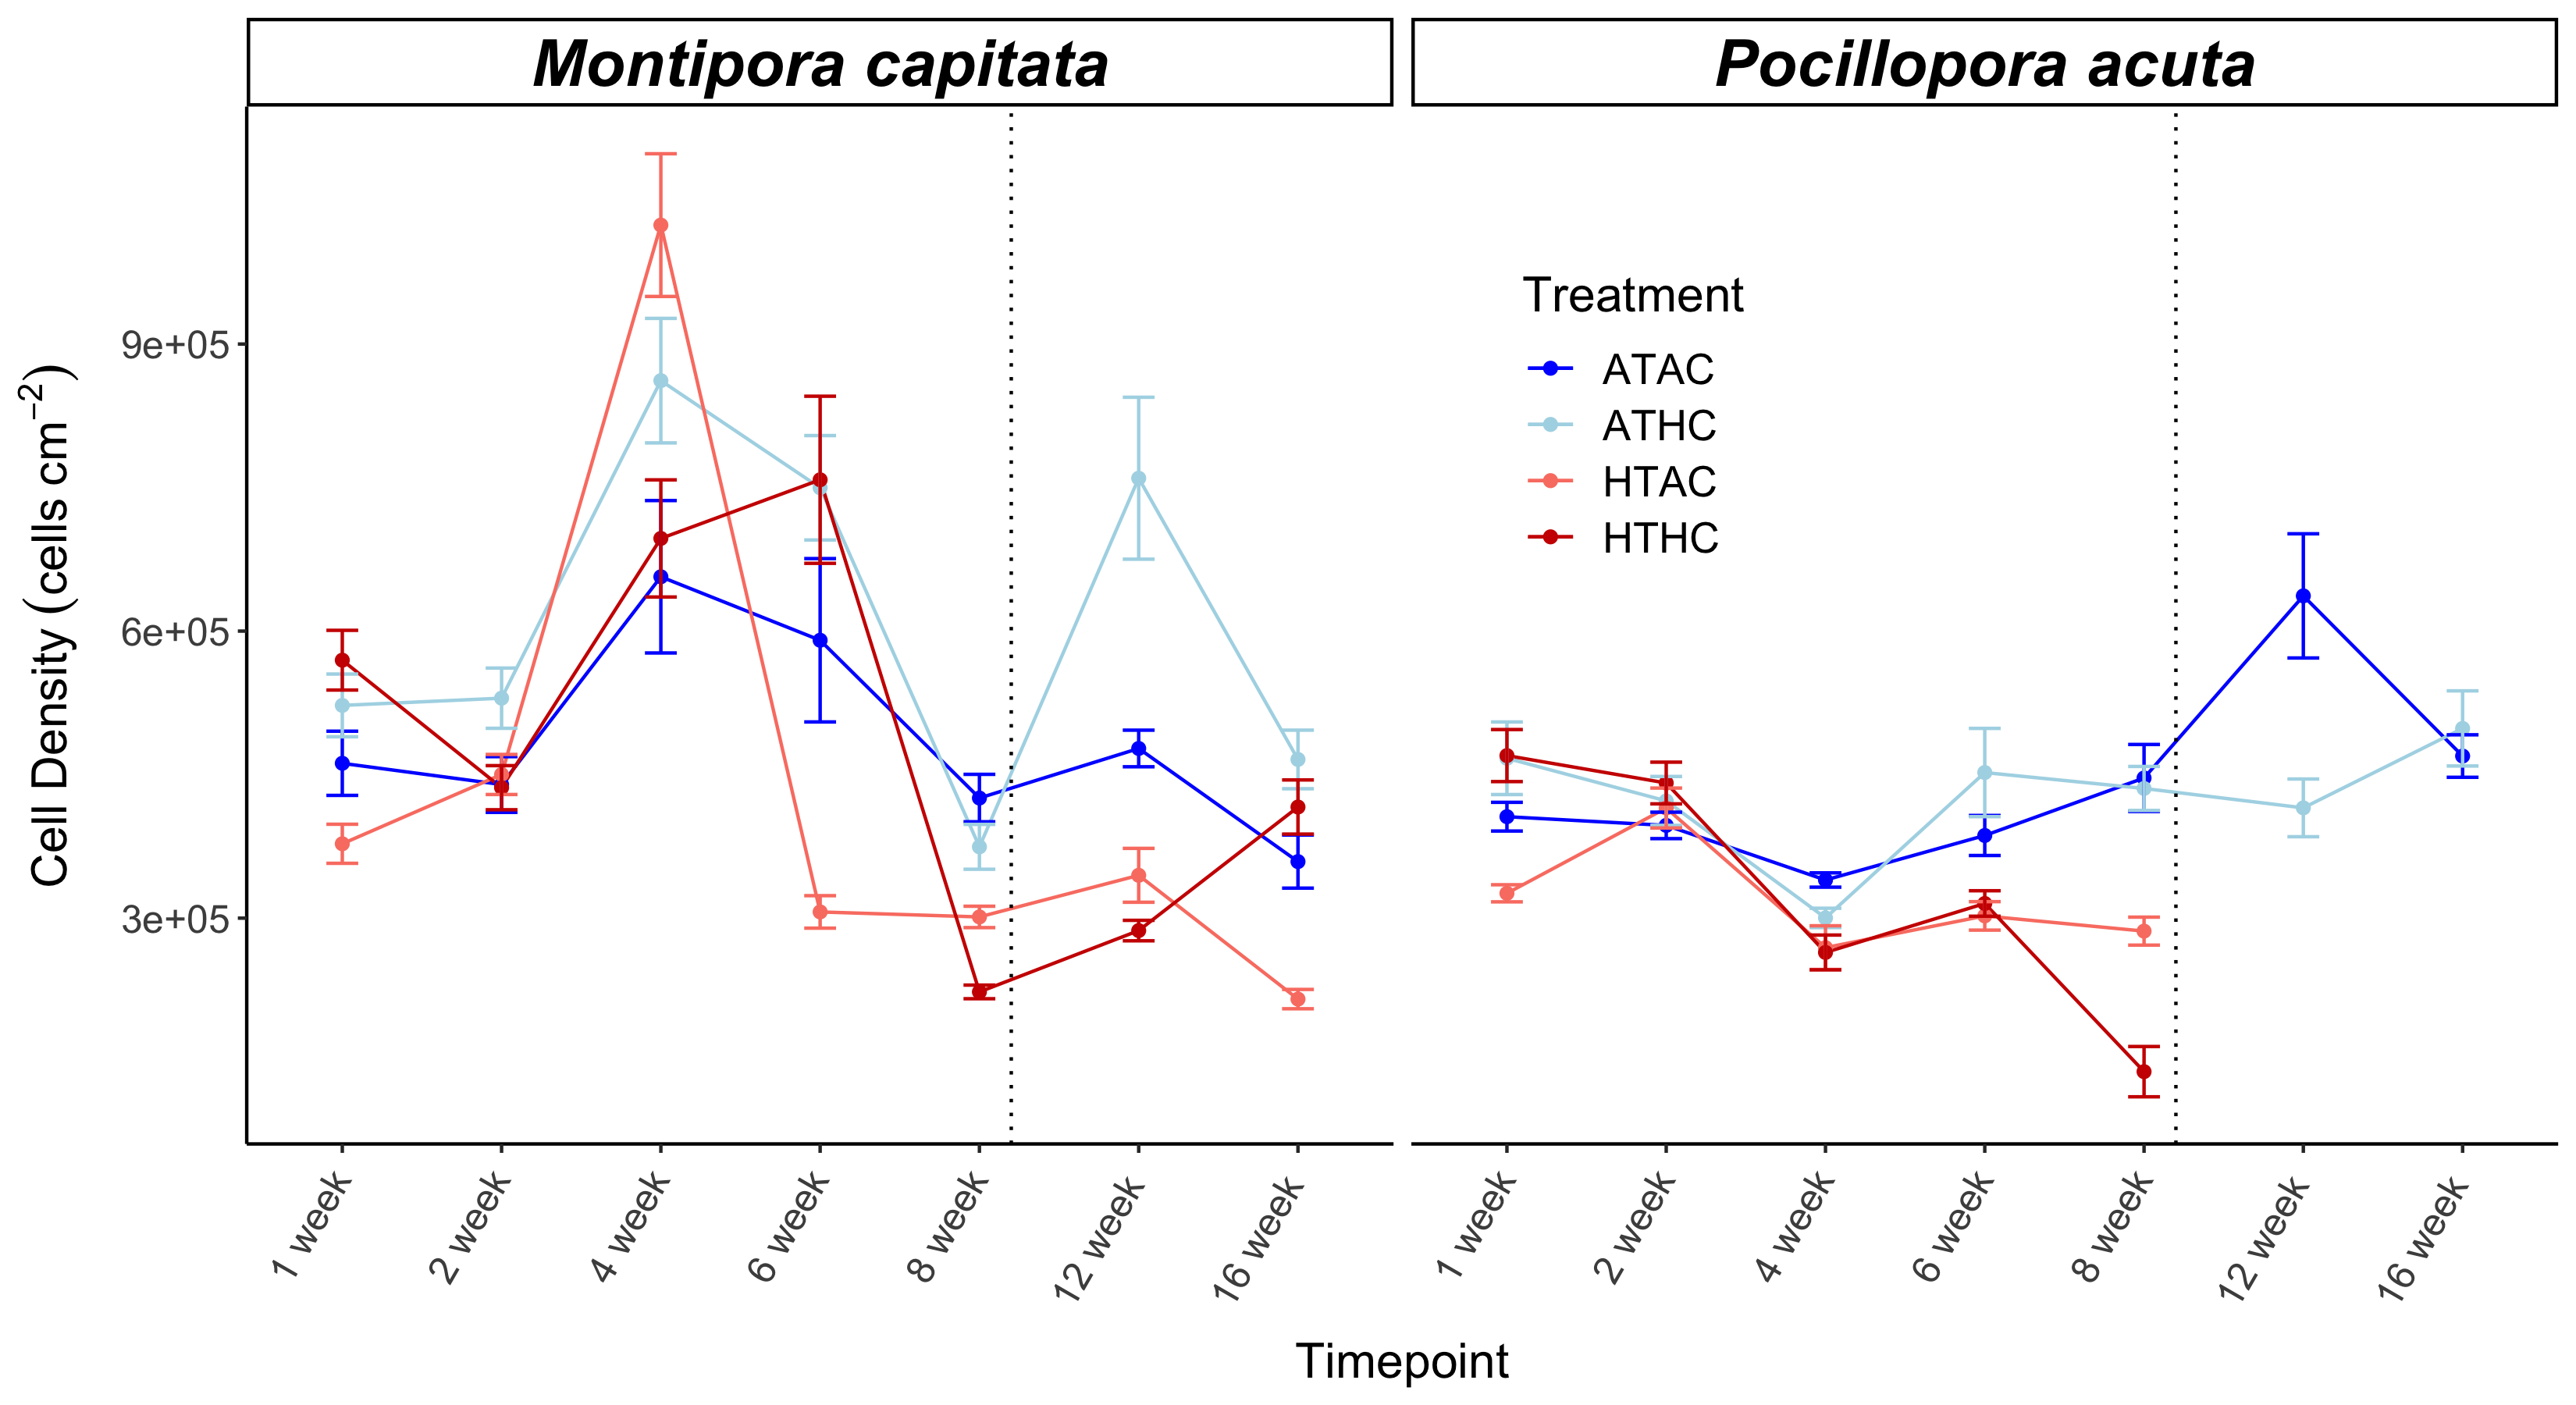 Montipora capitata
Pocillopora acuta
Cell Density (cells cm−2)
9e+05
6e+05
3e+05
Treatment
ATAC
ATHC
HTAC
HTHC
1 week
2 week
4 week
6 week
8 week
12 week
16 week
1 week
2 week
4 week
6 week
8 week
12 week
16 week
Timepoint